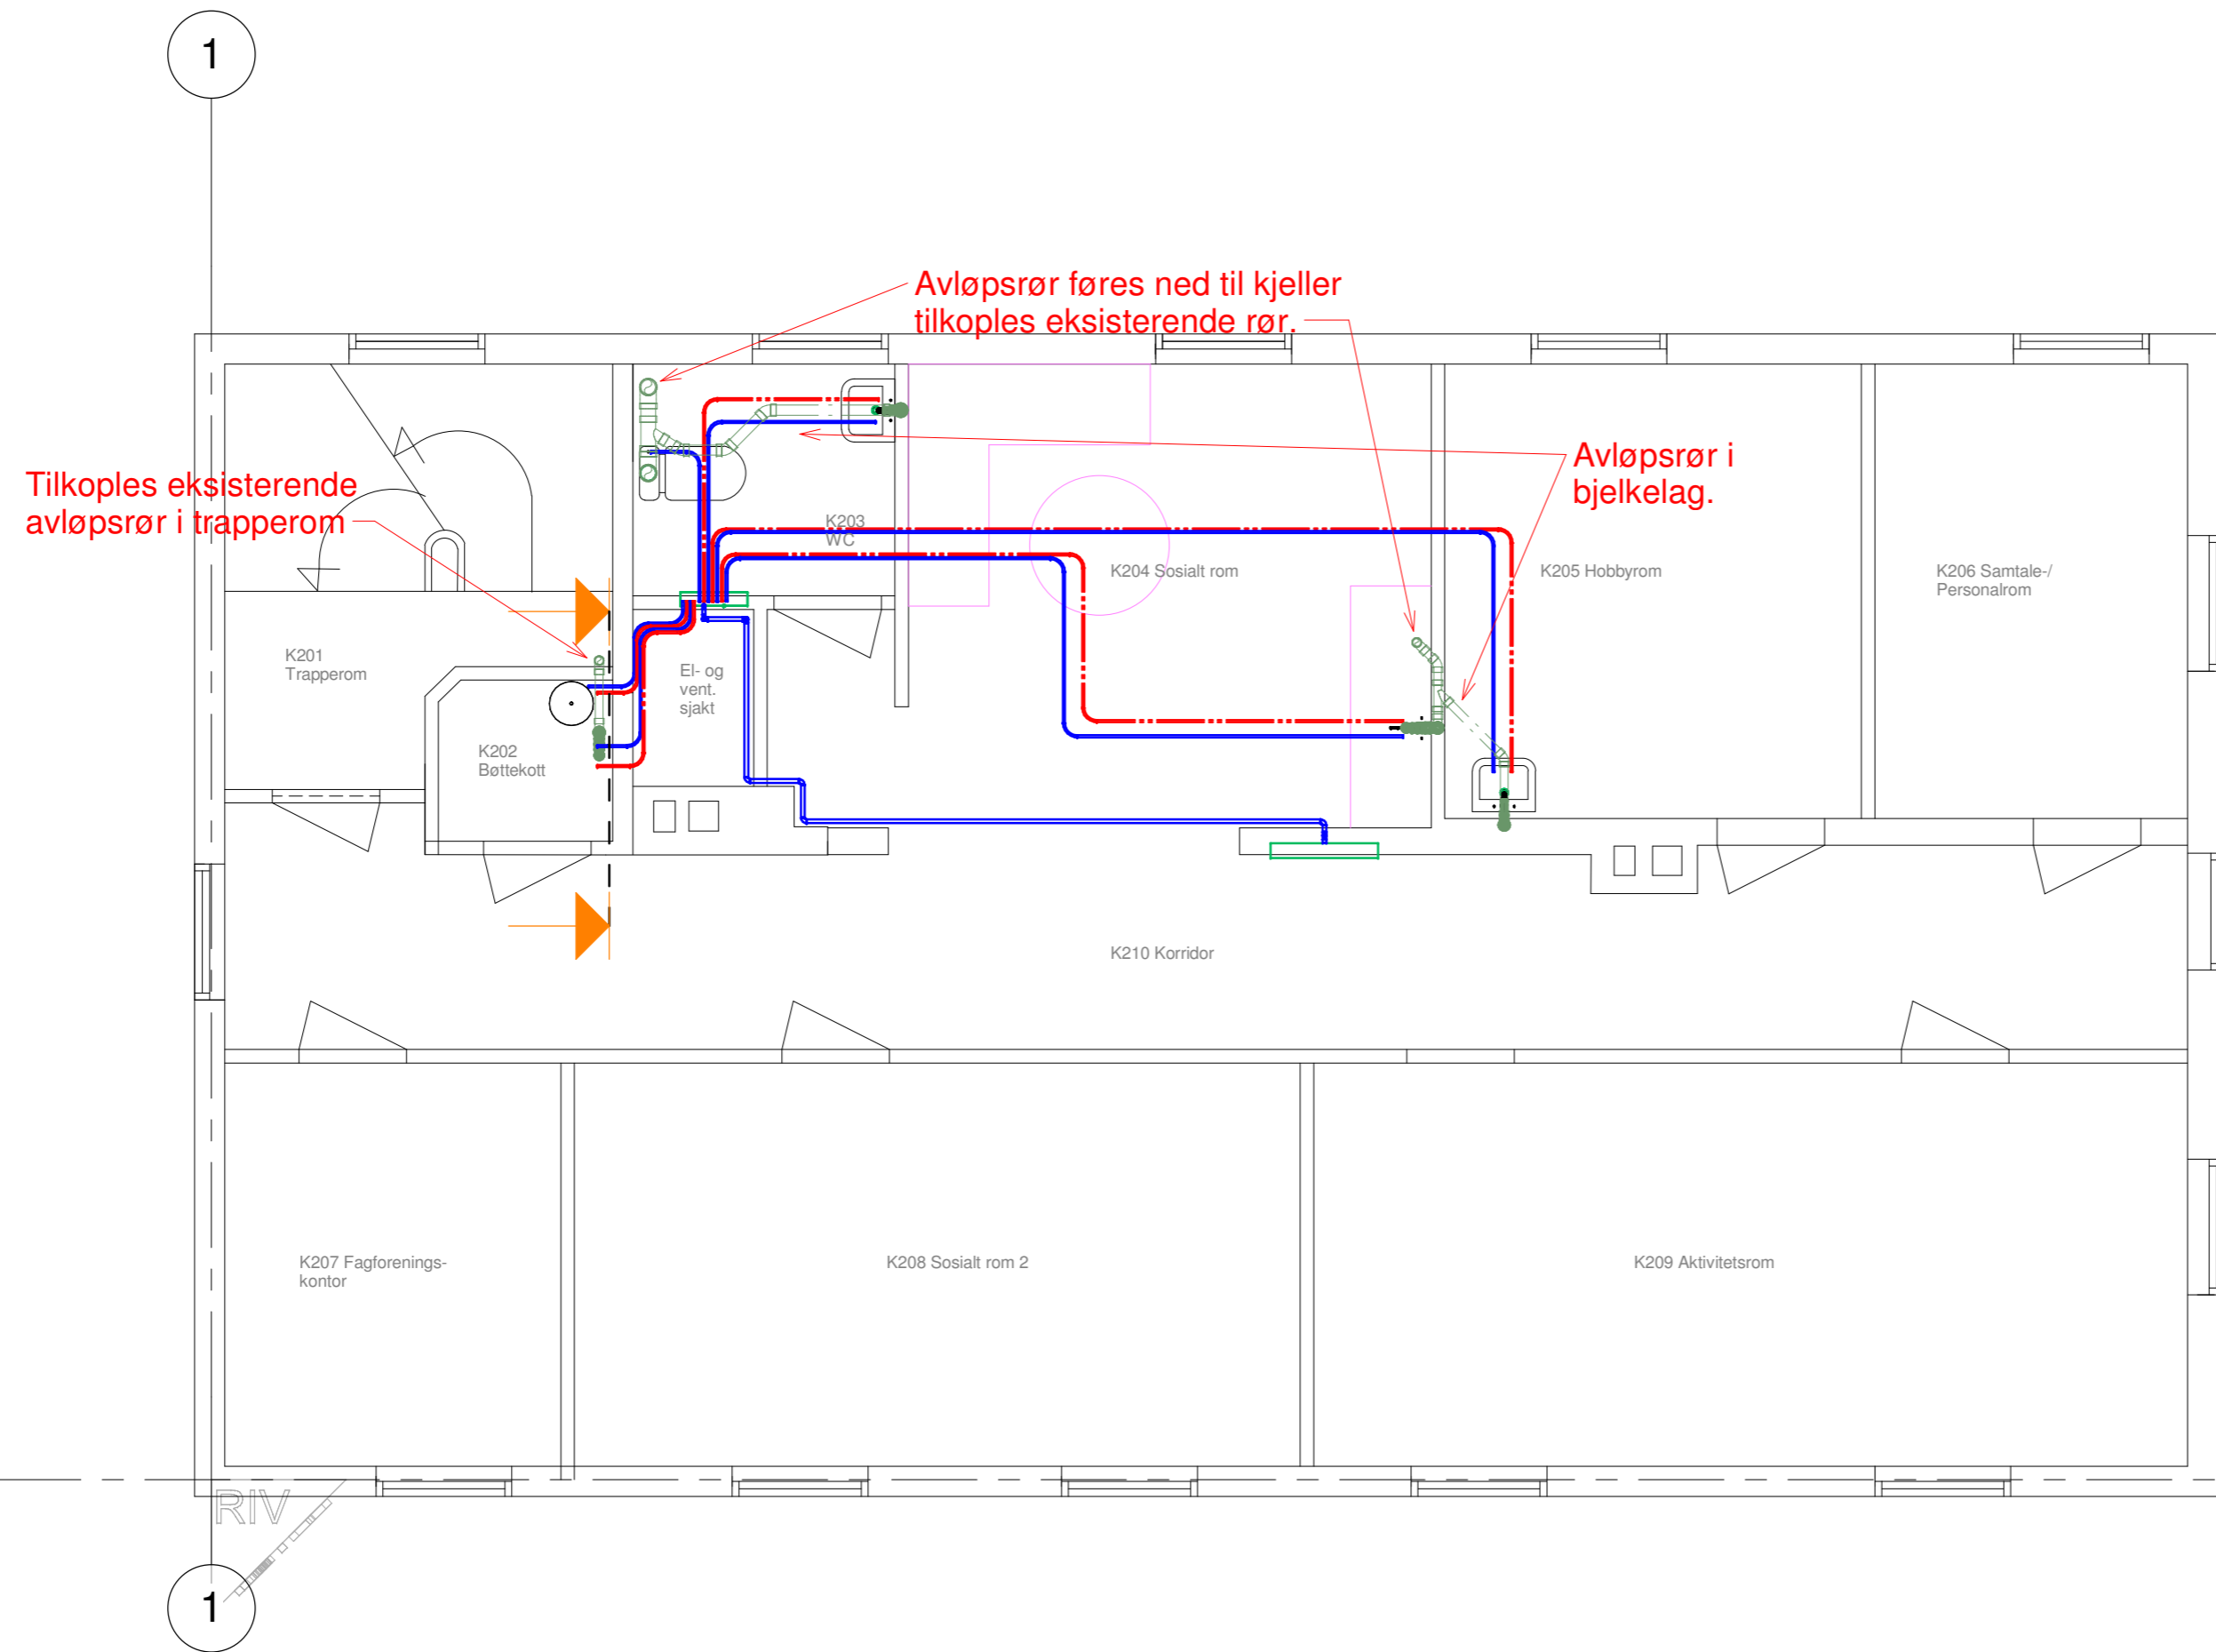 1
Avløpsrør føres ned til kjeller
tilkoples eksisterende rør.
Avløpsrør i
bjelkelag.
Tilkoples eksisterende
avløpsrør i trapperom
K203
WC
K204 Sosialt rom
K205 Hobbyrom
K206 Samtale-/
Personalrom
K201
Trapperom
El- og
vent.
sjakt
K202
Bøttekott
K210 Korridor
K207 Fagforenings-
kontor
K208 Sosialt rom 2
K209 Aktivitetsrom
RIV
1